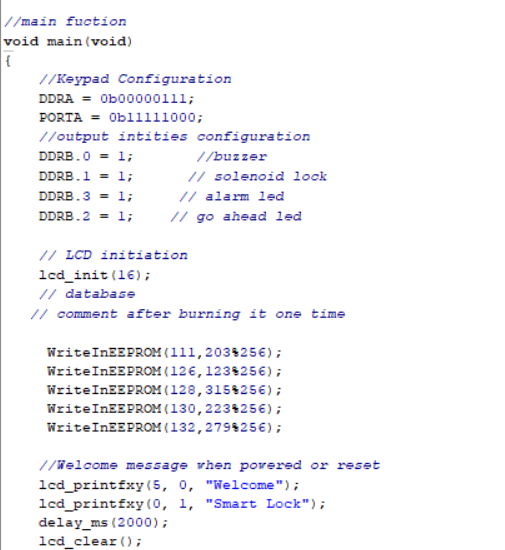 //main fuction
void main(void)
{
//Keypad Configuration
DDRA = 0b00000111;
PORTA = 0b11111000;
//output intities configuration
DDRB.0 = 1; //buzzer
DDRB.1 = 1; // solenoid lock
DDRB.3 = 1; // alarm led
DDRB.2 = 1; // go ahead led
// LCD initiation
lcd_init(16);
// database
// comment after burning it one time
WriteInEEPROM(111,203%256);
WriteInEEPROM(126,123%256);
WriteInEEPROM(128,315%256);
WriteInEEPROM(130,223%256);
WriteInEEPROM(132,279%256);
//Welcome message when powered or reset
lcd_printfxy(5, 0, "Welcome");
lcd_printfxy(0, 1, "Smart Lock");
delay_ms(2000);
lcd_clear();